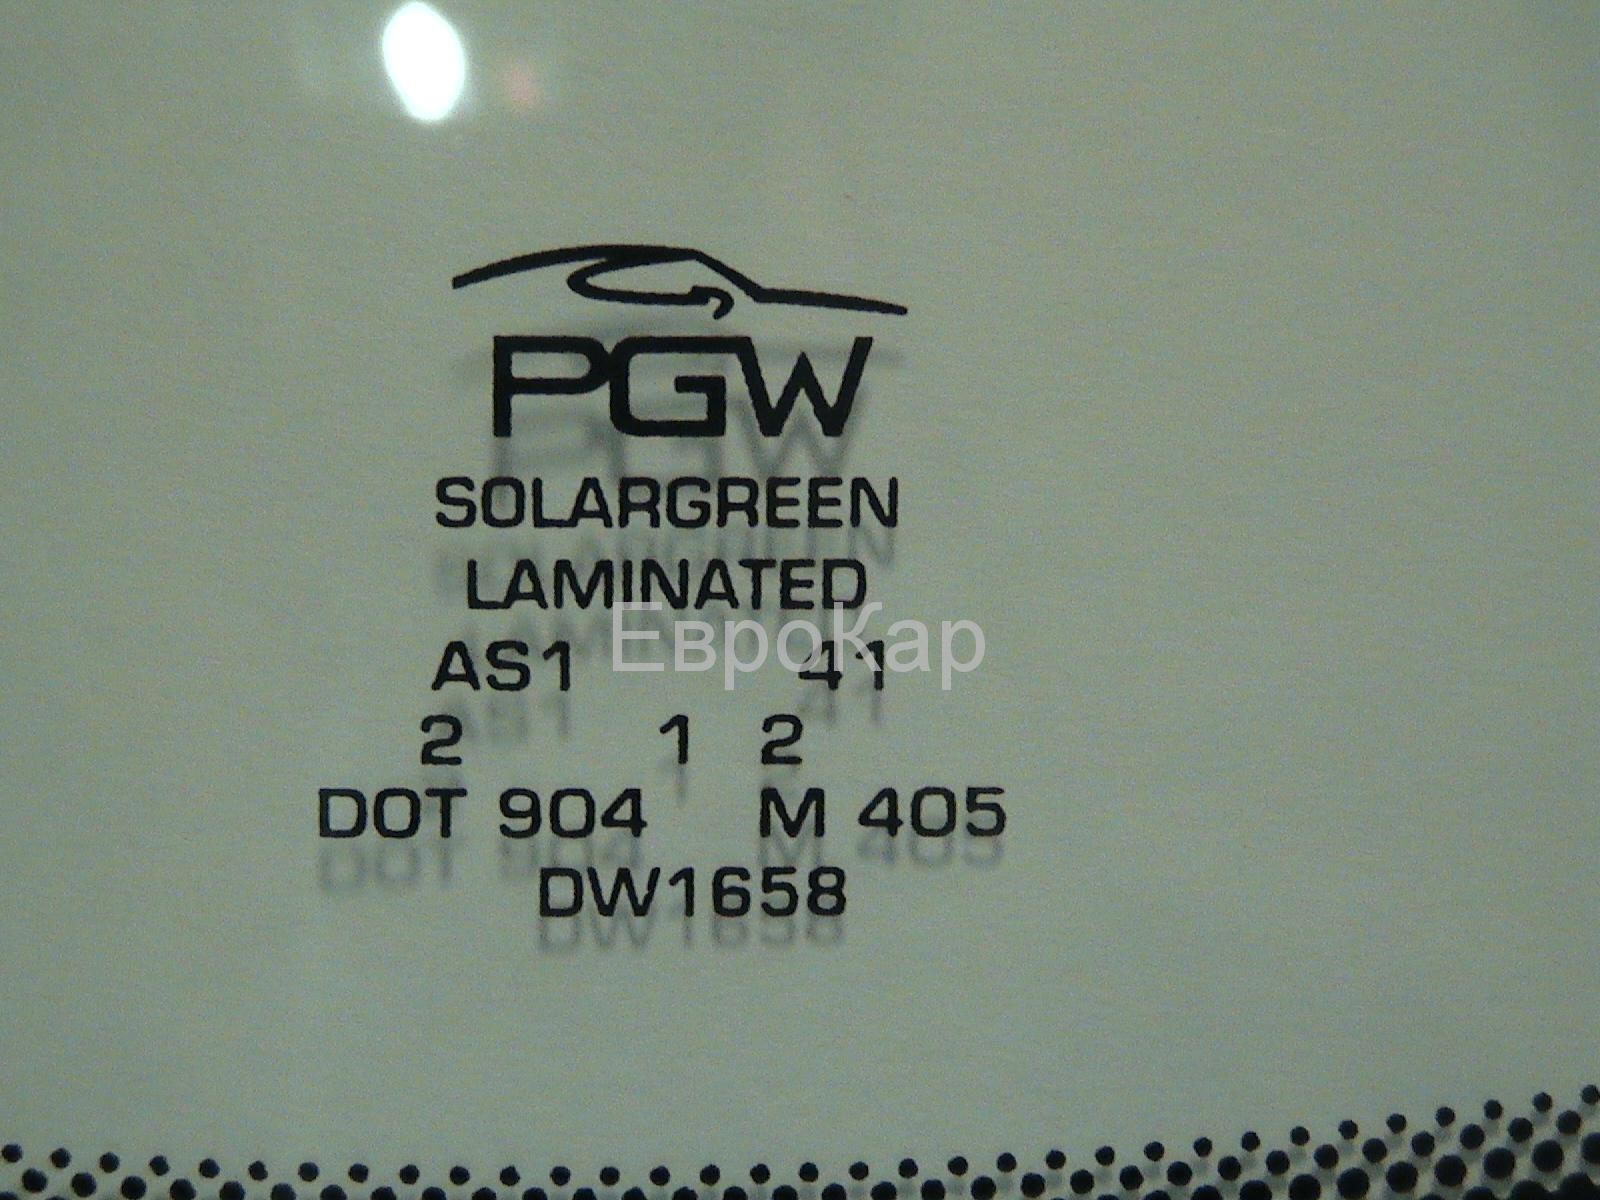 PGW
SOLARGREEN
LAMINATED
ЕвроКар
AS1 41
2 1 2
DOT 904 M 405
DW1658